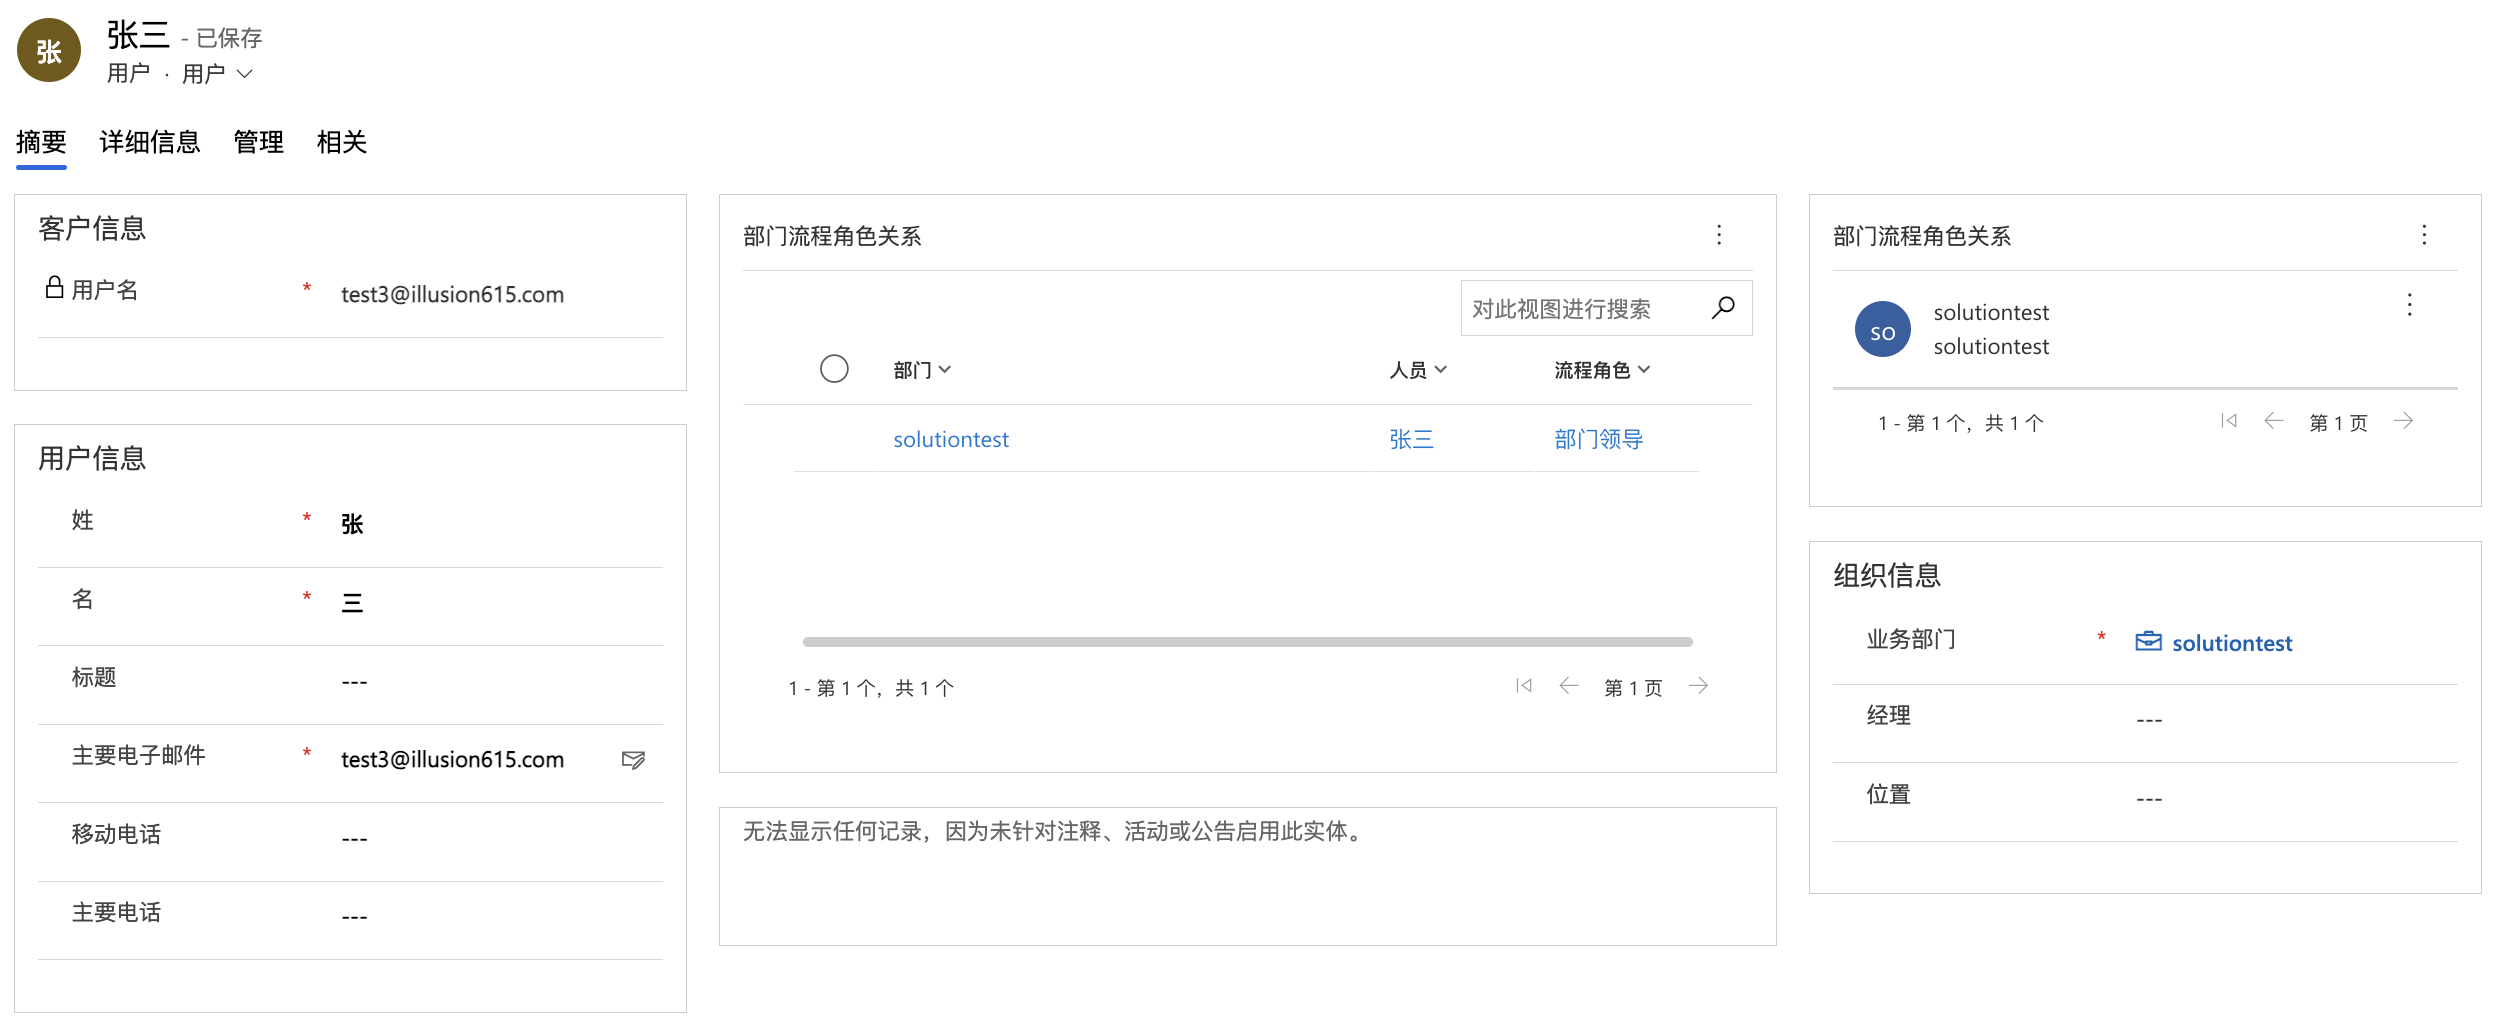 张
张三 - 已保存
用户 · 用户
摘要 详细信息 管理 相关
客户信息
用户名 * test3@illusion615.com
用户信息
姓 * 张
名 * 三
标题 ---
主要电子邮件 * test3@illusion615.com
移动电话 ---
主要电话 ---
部门流程角色关系
对此视图进行搜索
部门 人员 流程角色
solutiontest 张三 部门领导
1 - 第 1 个，共 1 个 第 1 页
无法显示任何记录，因为未针对注释、活动或公告启用此实体。
部门流程角色关系
SO
solutiontest
solutiontest
1 - 第 1 个，共 1 个 第 1 页
组织信息
业务部门 * solutiontest
经理 ---
位置 ---